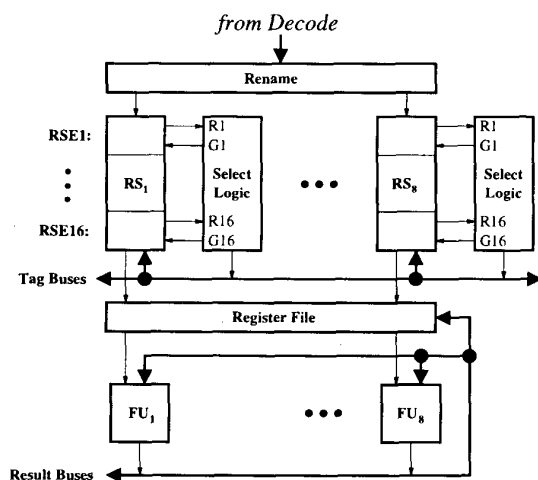 from Decode
Rename
RSE1:
R1
G1
RS1
Select
Logic
R16
RSE16:
G16
RS8
R1
G1
Select
Logic
R16
G16
Tag Buses
Register File
FU1
FU8
Result Buses